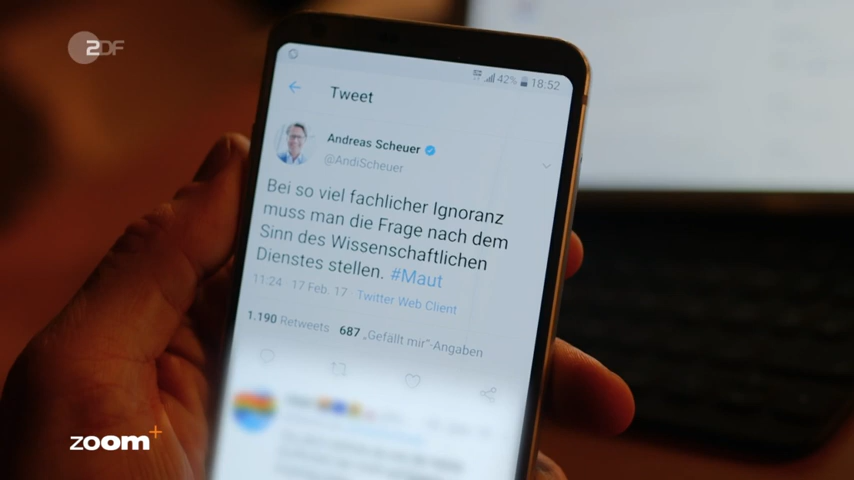 ZDF
42% 18:52
Tweet
Andreas Scheuer
@AndiScheuer
Bei so viel fachlicher Ignoranz
muss man die Frage nach dem
Sinn des Wissenschaftlichen
Dienstes stellen. #Maut
11:24 · 17 Feb. 17 · Twitter Web Client
1.190 Retweets 687 „Gefällt mir“-Angaben
zoom+